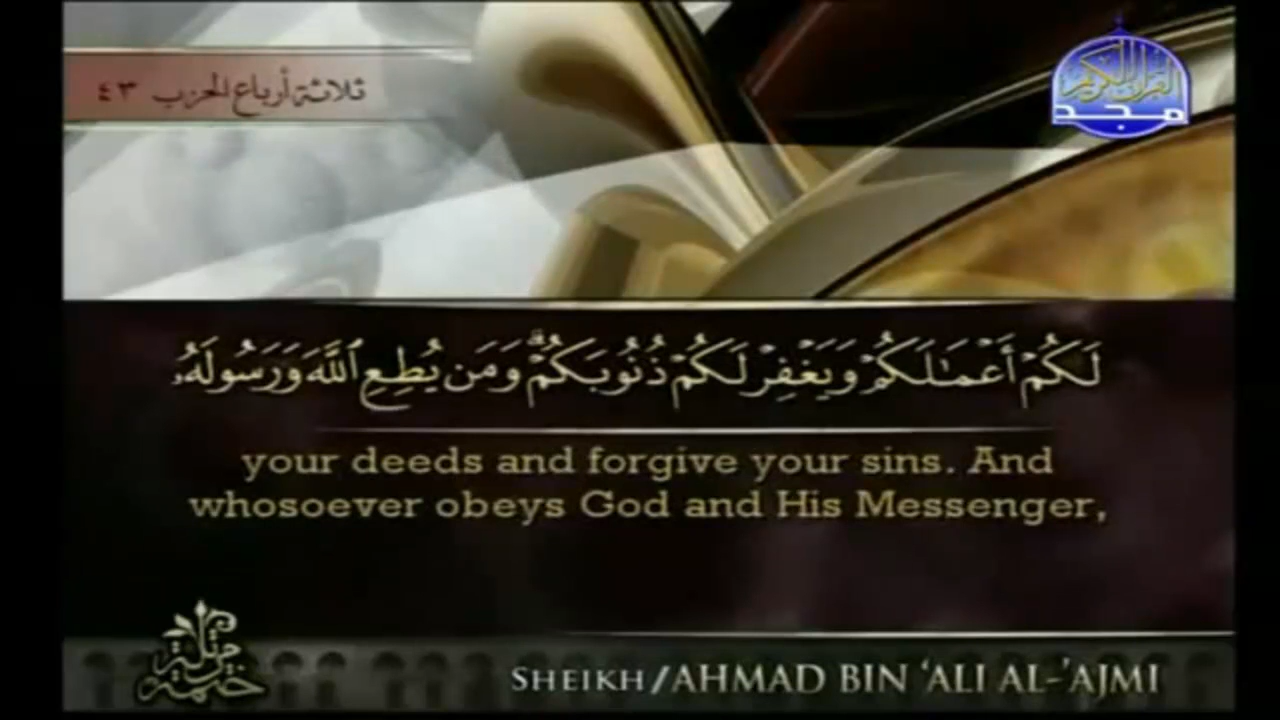 ثلاثة أرباع الحزب ٤٣
القرآن الكريم
مجد
لَكُمْ أَعْمَـٰلَكُمْ وَيَغْفِرْ لَكُمْ ذُنُوبَكُمْ ۗ وَمَن يُطِعِ ٱللَّهَ وَرَسُولَهُۥ
your deeds and forgive your sins. And
whosoever obeys God and His Messenger,
ختمة مرتلة
SHEIKH/AHMAD BIN ‘ALI AL-’AJMI